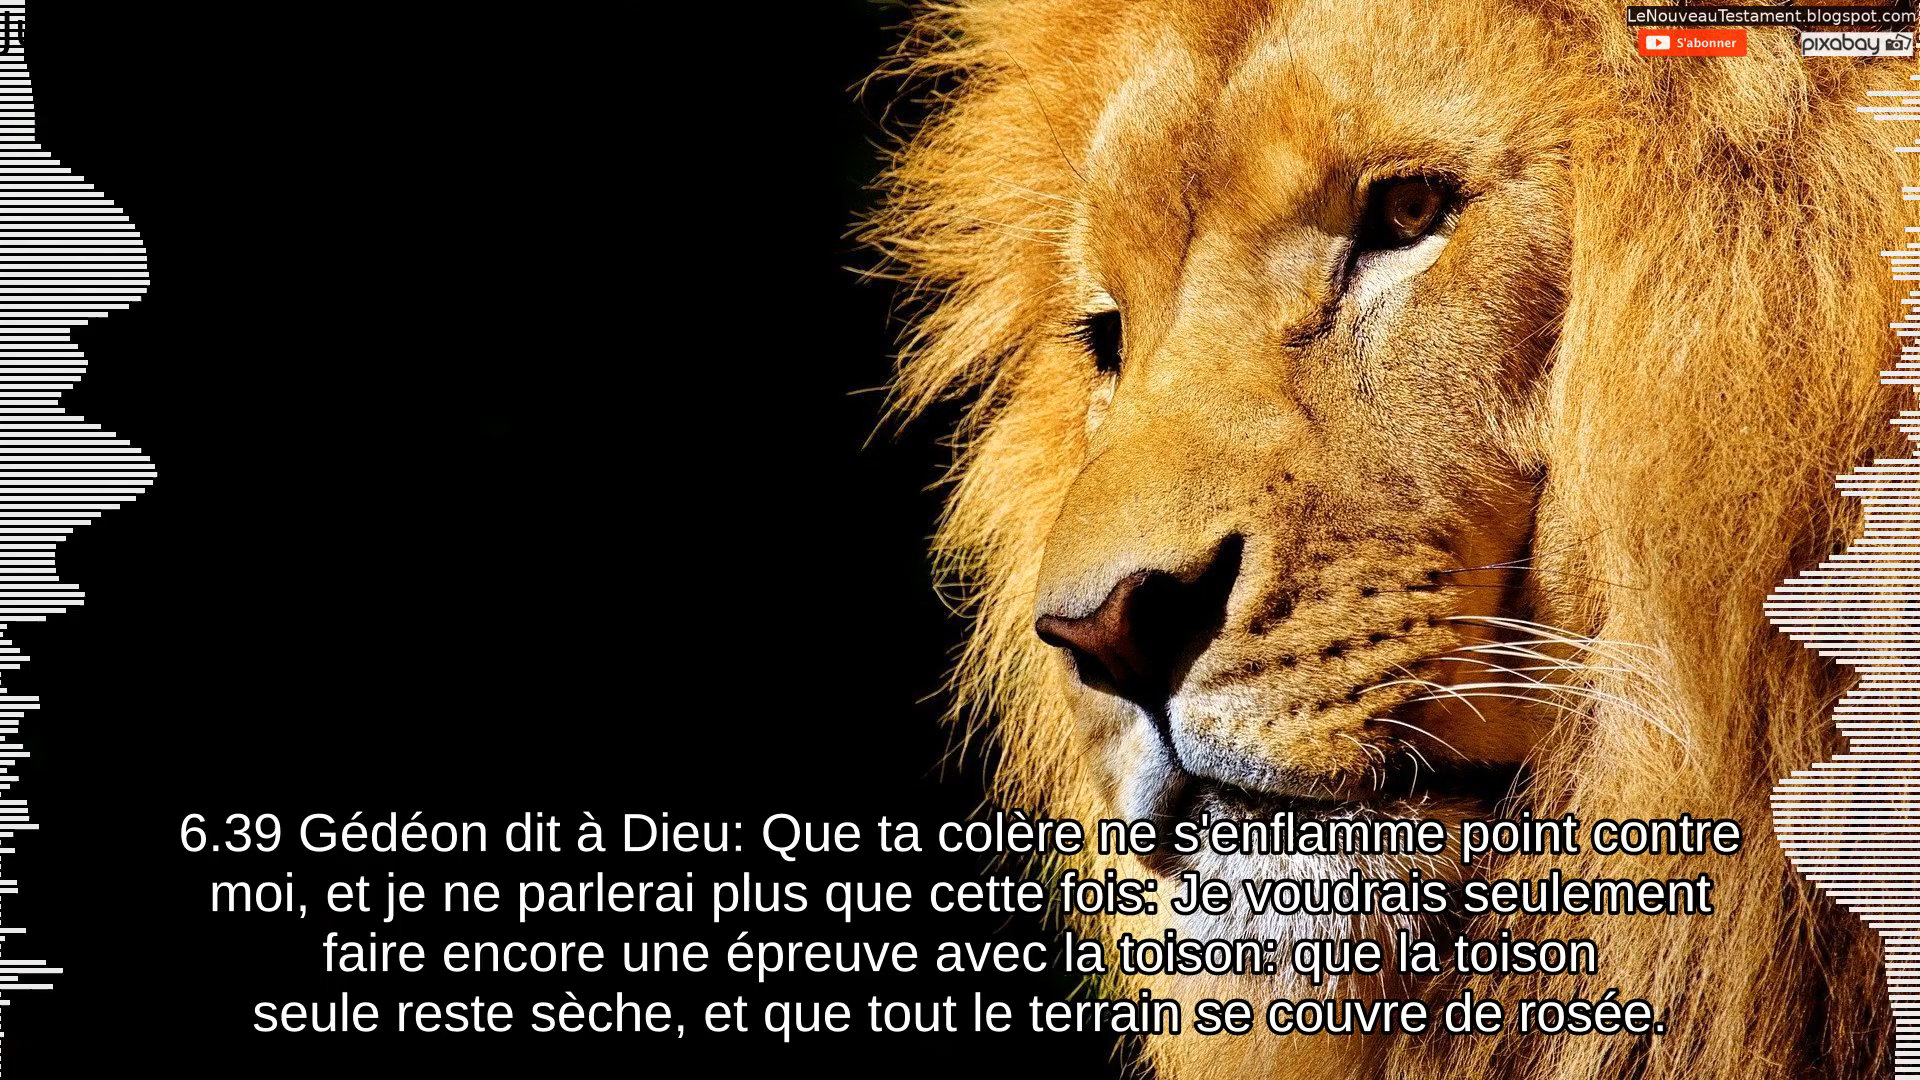 LeNouveauTestament.blogspot.com
S'abonner
pixabay
6.39 Gédéon dit à Dieu: Que ta colère ne s'enflamme point contre
moi, et je ne parlerai plus que cette fois: Je voudrais seulement
faire encore une épreuve avec la toison: que la toison
seule reste sèche, et que tout le terrain se couvre de rosée.